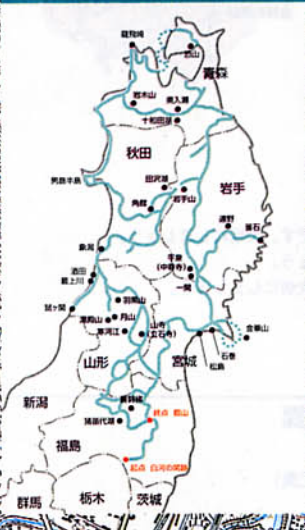 龍飛崎
恐山
青森
岩木山
奥入瀬
十和田湖
秋田
男鹿半島
田沢湖
岩手山
岩手
角館
遠野
釜石
象潟
平泉
(中尊寺)
一関
酒田
最上川
鼠ヶ関
羽黒山
湯殿山
月山
寒河江
山寺
(立石寺)
金華山
石巻
松島
山形
宮城
新潟
猪苗代湖
終点 郡山
福島
起点 白河の関跡
群馬
栃木
茨城